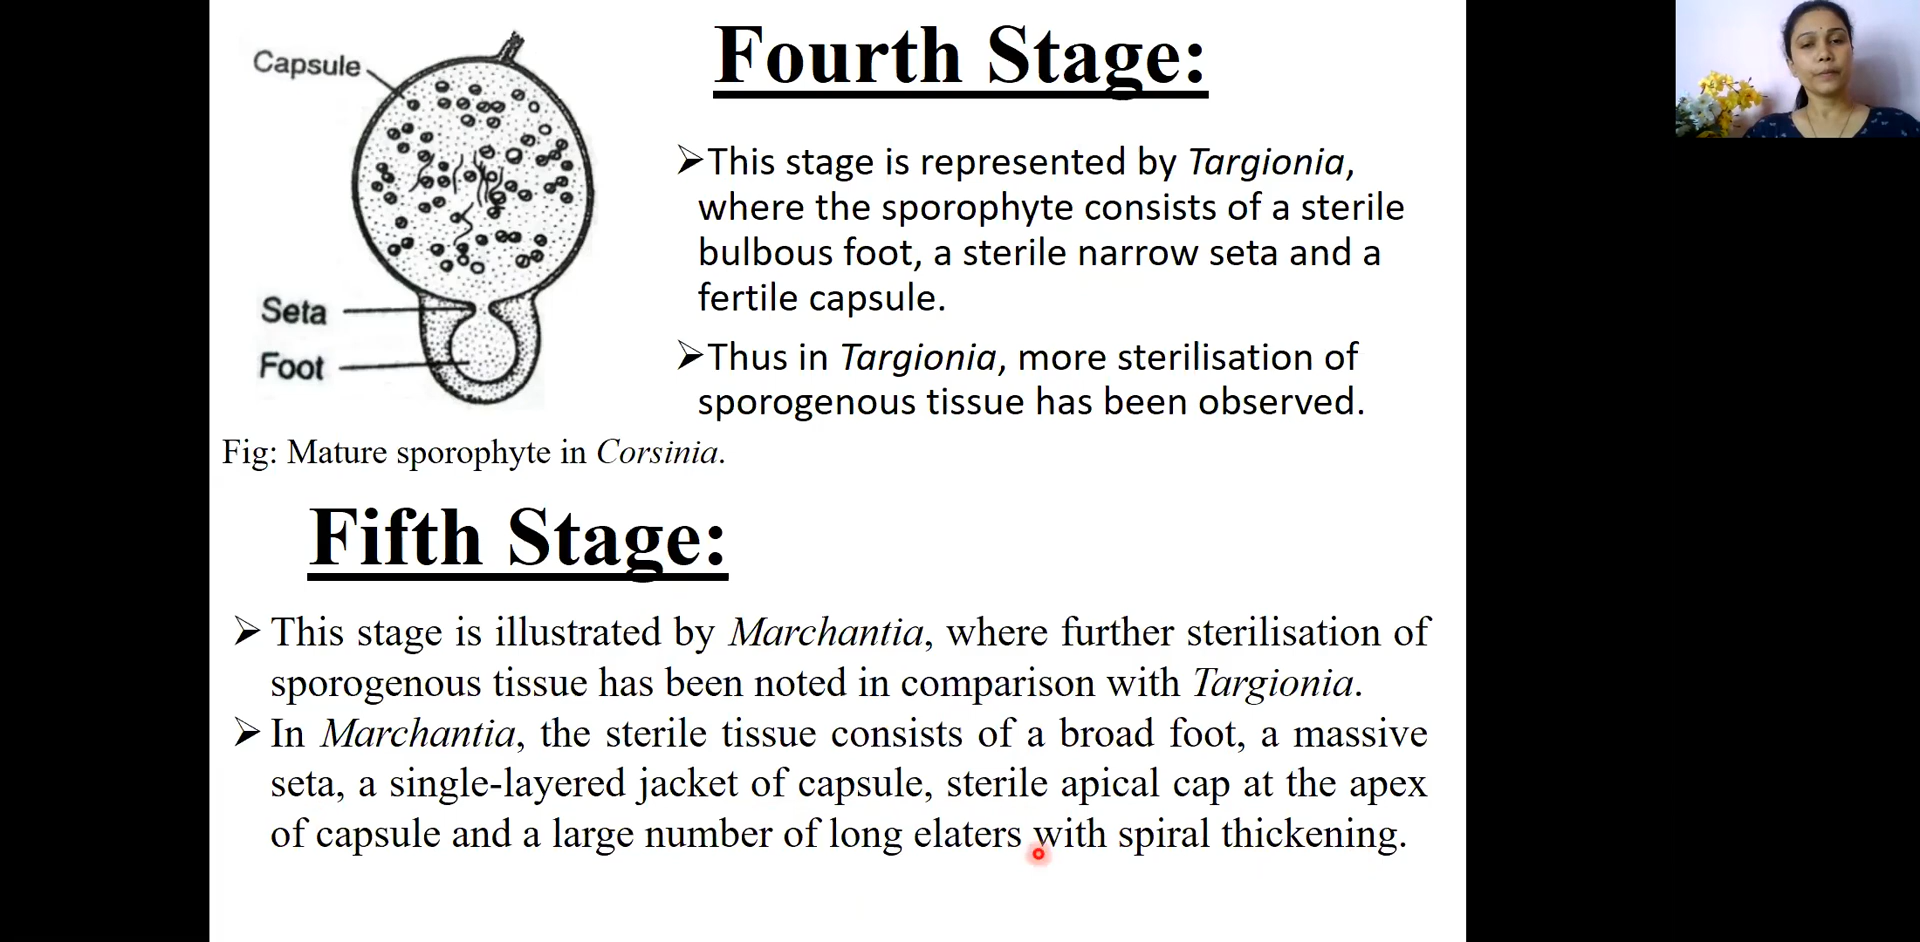 Capsule
Seta
Foot
Fig: Mature sporophyte in Corsinia.
Fourth Stage:
➢This stage is represented by Targionia,
where the sporophyte consists of a sterile
bulbous foot, a sterile narrow seta and a
fertile capsule.
➢Thus in Targionia, more sterilisation of
sporogenous tissue has been observed.
Fifth Stage:
➢ This stage is illustrated by Marchantia, where further sterilisation of
sporogenous tissue has been noted in comparison with Targionia.
➢ In Marchantia, the sterile tissue consists of a broad foot, a massive
seta, a single-layered jacket of capsule, sterile apical cap at the apex
of capsule and a large number of long elaters with spiral thickening.